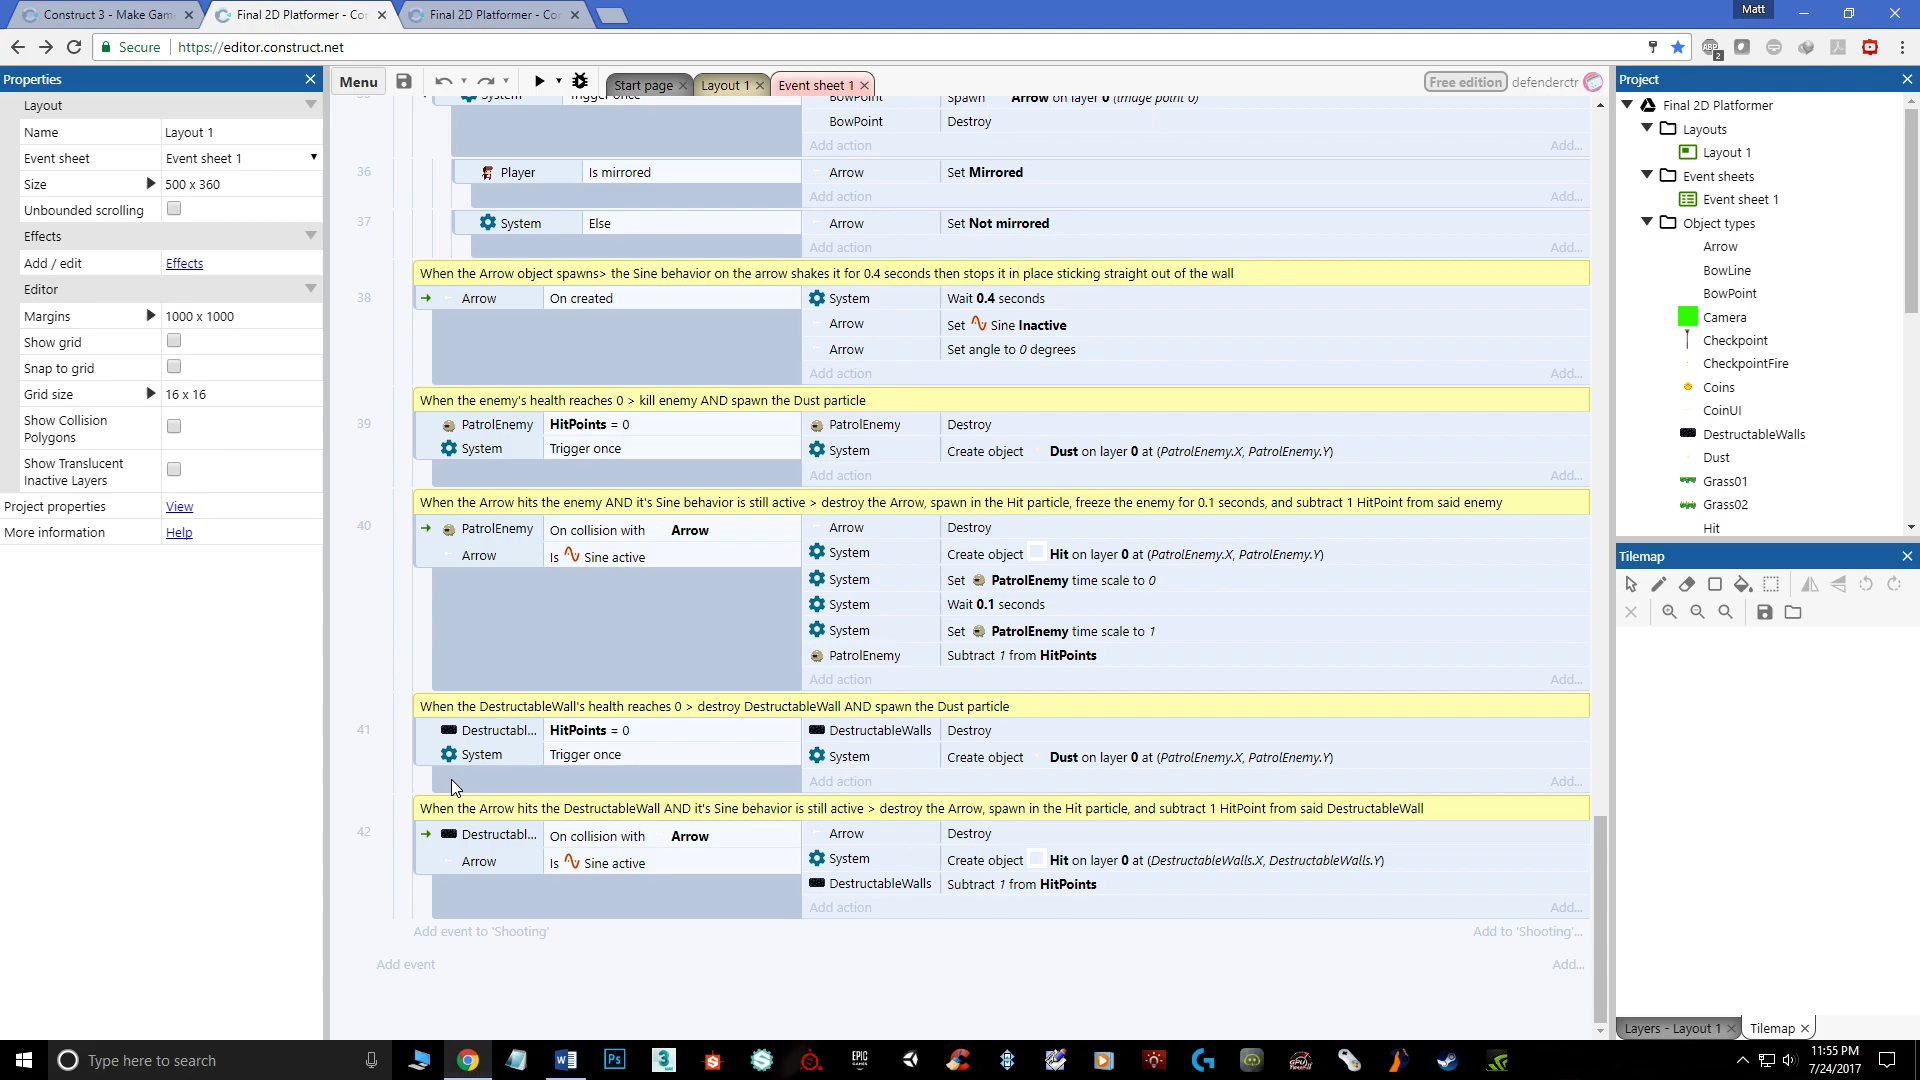 Construct 3 - Make Gam
Final 2D Platformer - Co
Final 2D Platformer - Co
Matt
Secure
https://editor.construct.net
Properties
Menu
Start page
Layout 1
Event sheet 1
Free edition
defenderctr
Project
Layout
Name Layout 1
Event sheet Event sheet 1
Size 500 x 360
Unbounded scrolling
Effects
Add / edit Effects
Editor
Margins 1000 x 1000
Show grid
Snap to grid
Grid size 16 x 16
Show Collision
Polygons
Show Translucent
Inactive Layers
Project properties View
More information Help
System Trigger once
BowPoint Spawn Arrow on layer 0 (image point 0)
BowPoint Destroy
Add action Add...
36 Player Is mirrored Arrow Set Mirrored
Add action Add...
37 System Else Arrow Set Not mirrored
Add action Add...
When the Arrow object spawns> the Sine behavior on the arrow shakes it for 0.4 seconds then stops it in place sticking straight out of the wall
38 Arrow On created System Wait 0.4 seconds
Arrow Set Sine Inactive
Arrow Set angle to 0 degrees
Add action Add...
When the enemy's health reaches 0 > kill enemy AND spawn the Dust particle
39 PatrolEnemy HitPoints = 0 PatrolEnemy Destroy
System Trigger once System Create object Dust on layer 0 at (PatrolEnemy.X, PatrolEnemy.Y)
Add action Add...
When the Arrow hits the enemy AND it's Sine behavior is still active > destroy the Arrow, spawn in the Hit particle, freeze the enemy for 0.1 seconds, and subtract 1 HitPoint from said enemy
40 PatrolEnemy On collision with Arrow Arrow Destroy
Arrow Is Sine active System Create object Hit on layer 0 at (PatrolEnemy.X, PatrolEnemy.Y)
System Set PatrolEnemy time scale to 0
System Wait 0.1 seconds
System Set PatrolEnemy time scale to 1
PatrolEnemy Subtract 1 from HitPoints
Add action Add...
When the DestructableWall's health reaches 0 > destroy DestructableWall AND spawn the Dust particle
41 Destructabl... HitPoints = 0 DestructableWalls Destroy
System Trigger once System Create object Dust on layer 0 at (PatrolEnemy.X, PatrolEnemy.Y)
Add action Add...
When the Arrow hits the DestructableWall AND it's Sine behavior is still active > destroy the Arrow, spawn in the Hit particle, and subtract 1 HitPoint from said DestructableWall
42 Destructabl... On collision with Arrow Arrow Destroy
Arrow Is Sine active System Create object Hit on layer 0 at (DestructableWalls.X, DestructableWalls.Y)
DestructableWalls Subtract 1 from HitPoints
Add action Add...
Add event to 'Shooting' Add to 'Shooting'...
Add event Add...
Final 2D Platformer
Layouts
Layout 1
Event sheets
Event sheet 1
Object types
Arrow
BowLine
BowPoint
Camera
Checkpoint
CheckpointFire
Coins
CoinUI
DestructableWalls
Dust
Grass01
Grass02
Hit
Tilemap
Layers - Layout 1
Tilemap
Type here to search
11:55 PM
7/24/2017